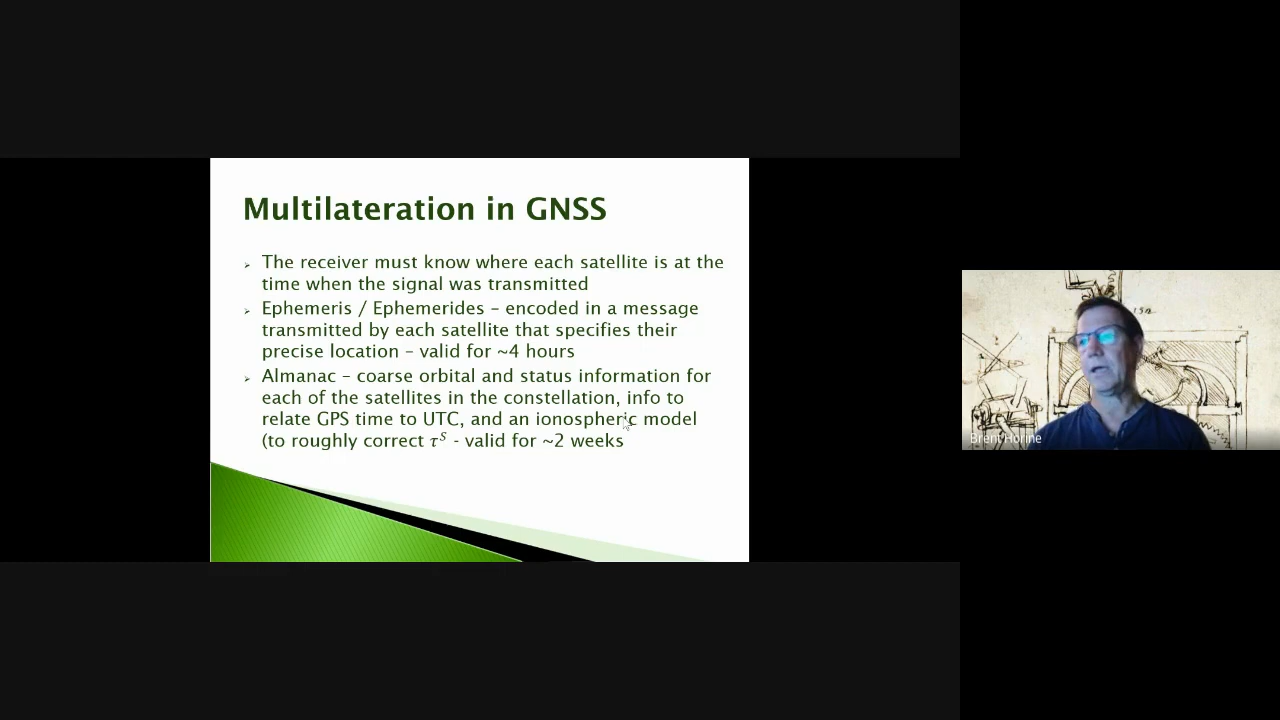 Multilateration in GNSS
The receiver must know where each satellite is at the
time when the signal was transmitted
Ephemeris / Ephemerides – encoded in a message
transmitted by each satellite that specifies their
precise location – valid for ~4 hours
Almanac – coarse orbital and status information for
each of the satellites in the constellation, info to
relate GPS time to UTC, and an ionospheric model
(to roughly correct τˢ - valid for ~2 weeks
Brent Horine